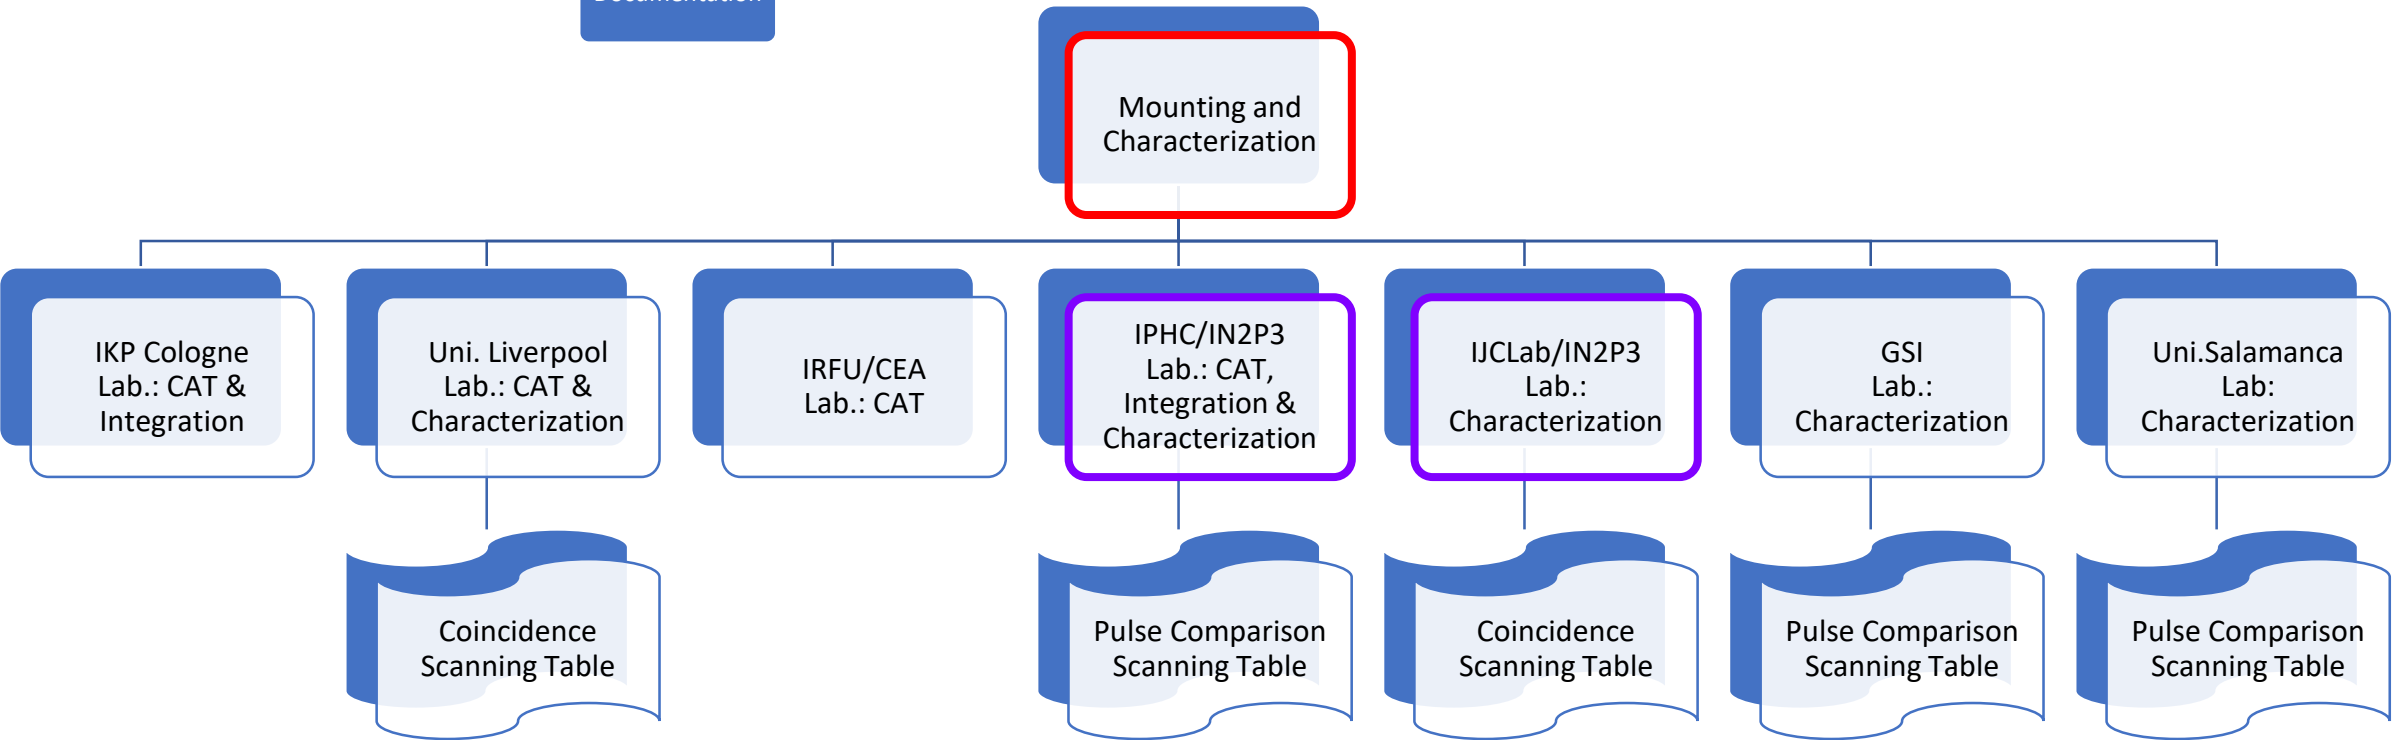 Documentation
Mounting and
Characterization
IKP Cologne
Lab.: CAT &
Integration
Uni. Liverpool
Lab.: CAT &
Characterization
IRFU/CEA
Lab.: CAT
IPHC/IN2P3
Lab.: CAT,
Integration &
Characterization
IJCLab/IN2P3
Lab.:
Characterization
GSI
Lab.:
Characterization
Uni.Salamanca
Lab:
Characterization
Coincidence
Scanning Table
Pulse Comparison
Scanning Table
Coincidence
Scanning Table
Pulse Comparison
Scanning Table
Pulse Comparison
Scanning Table